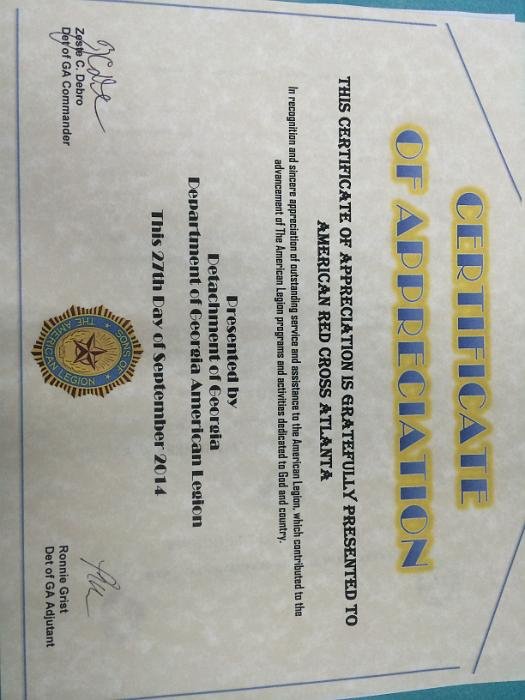 CERTIFICATE
OF APPRECIATION
THIS CERTIFICATE OF APPRECIATION IS GRATEFULLY PRESENTED TO
AMERICAN RED CROSS ATLANTA
In recognition and sincere appreciation of outstanding service and assistance to the American Legion, which contributed to the
advancement of The American Legion programs and activities dedicated to God and country.
Presented by
Detachment of Georgia
Department of Georgia American Legion
This 27th Day of September 2014
SONS OF
THE AMERICAN LEGION
Zesle C. Debro
Det of GA Commander
Ronnie Grist
Det of GA Adjutant